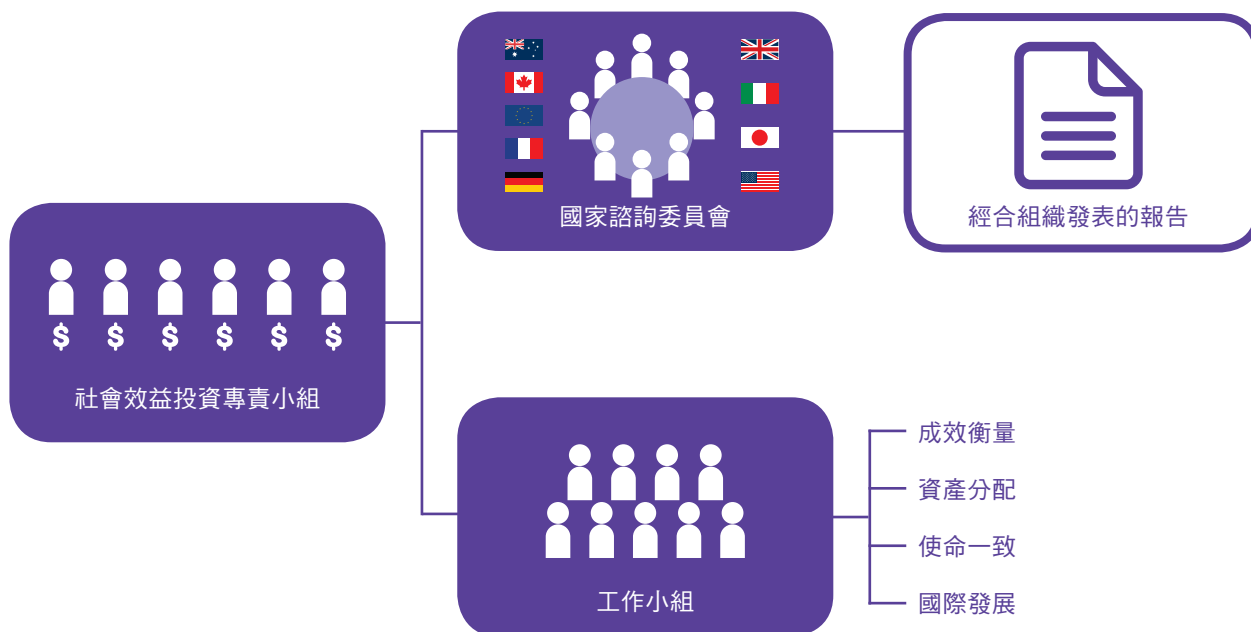 國家諮詢委員會
經合組織發表的報告
$ $ $ $ $ $
社會效益投資專責小組
工作小組
成效衡量
資產分配
使命一致
國際發展